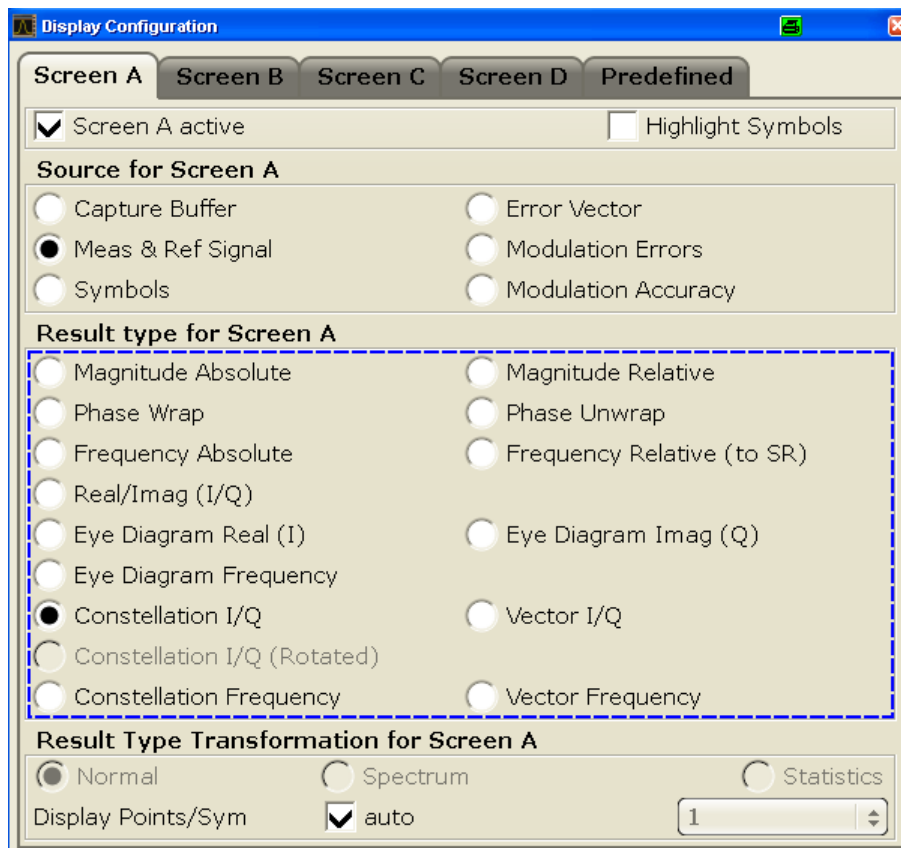 Display Configuration
Screen A Screen B Screen C Screen D Predefined
Screen A active Highlight Symbols
Source for Screen A
Capture Buffer Error Vector
Meas & Ref Signal Modulation Errors
Symbols Modulation Accuracy
Result type for Screen A
Magnitude Absolute Magnitude Relative
Phase Wrap Phase Unwrap
Frequency Absolute Frequency Relative (to SR)
Real/Imag (I/Q)
Eye Diagram Real (I) Eye Diagram Imag (Q)
Eye Diagram Frequency
Constellation I/Q Vector I/Q
Constellation I/Q (Rotated)
Constellation Frequency Vector Frequency
Result Type Transformation for Screen A
Normal Spectrum Statistics
Display Points/Sym auto 1